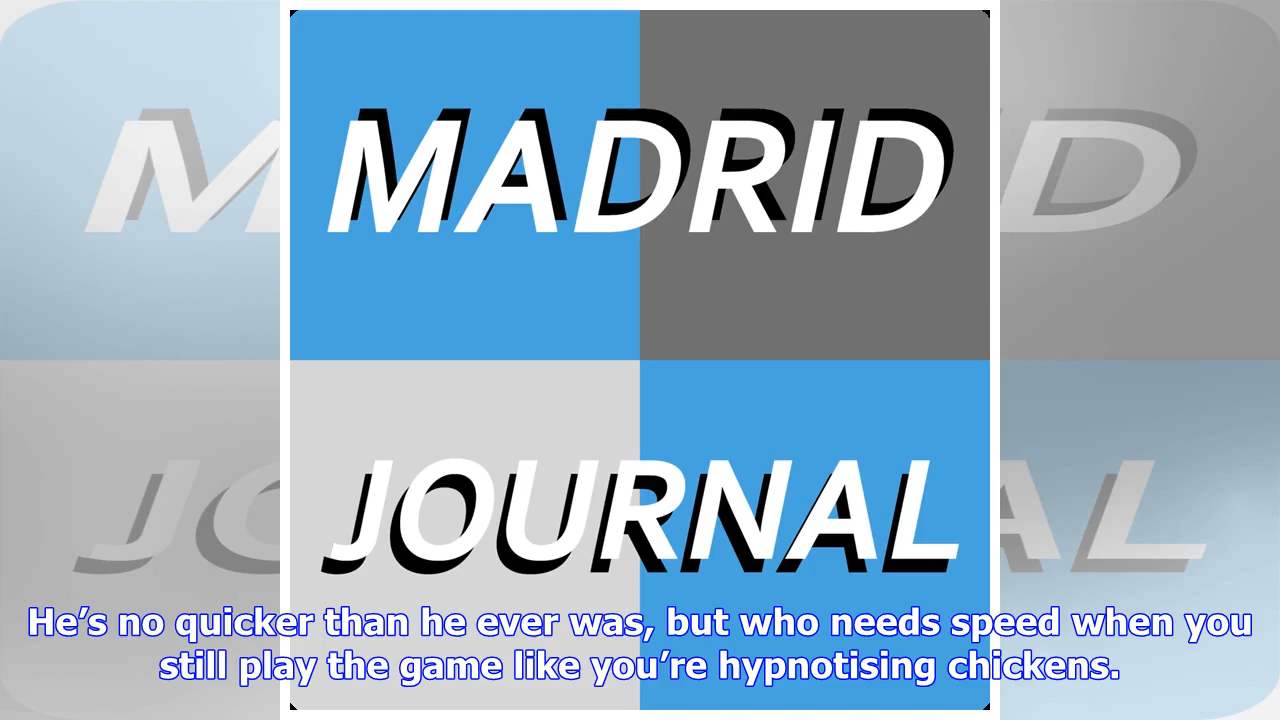 MADRID
JOURNAL
He’s no quicker than he ever was, but who needs speed when you
still play the game like you’re hypnotising chickens.